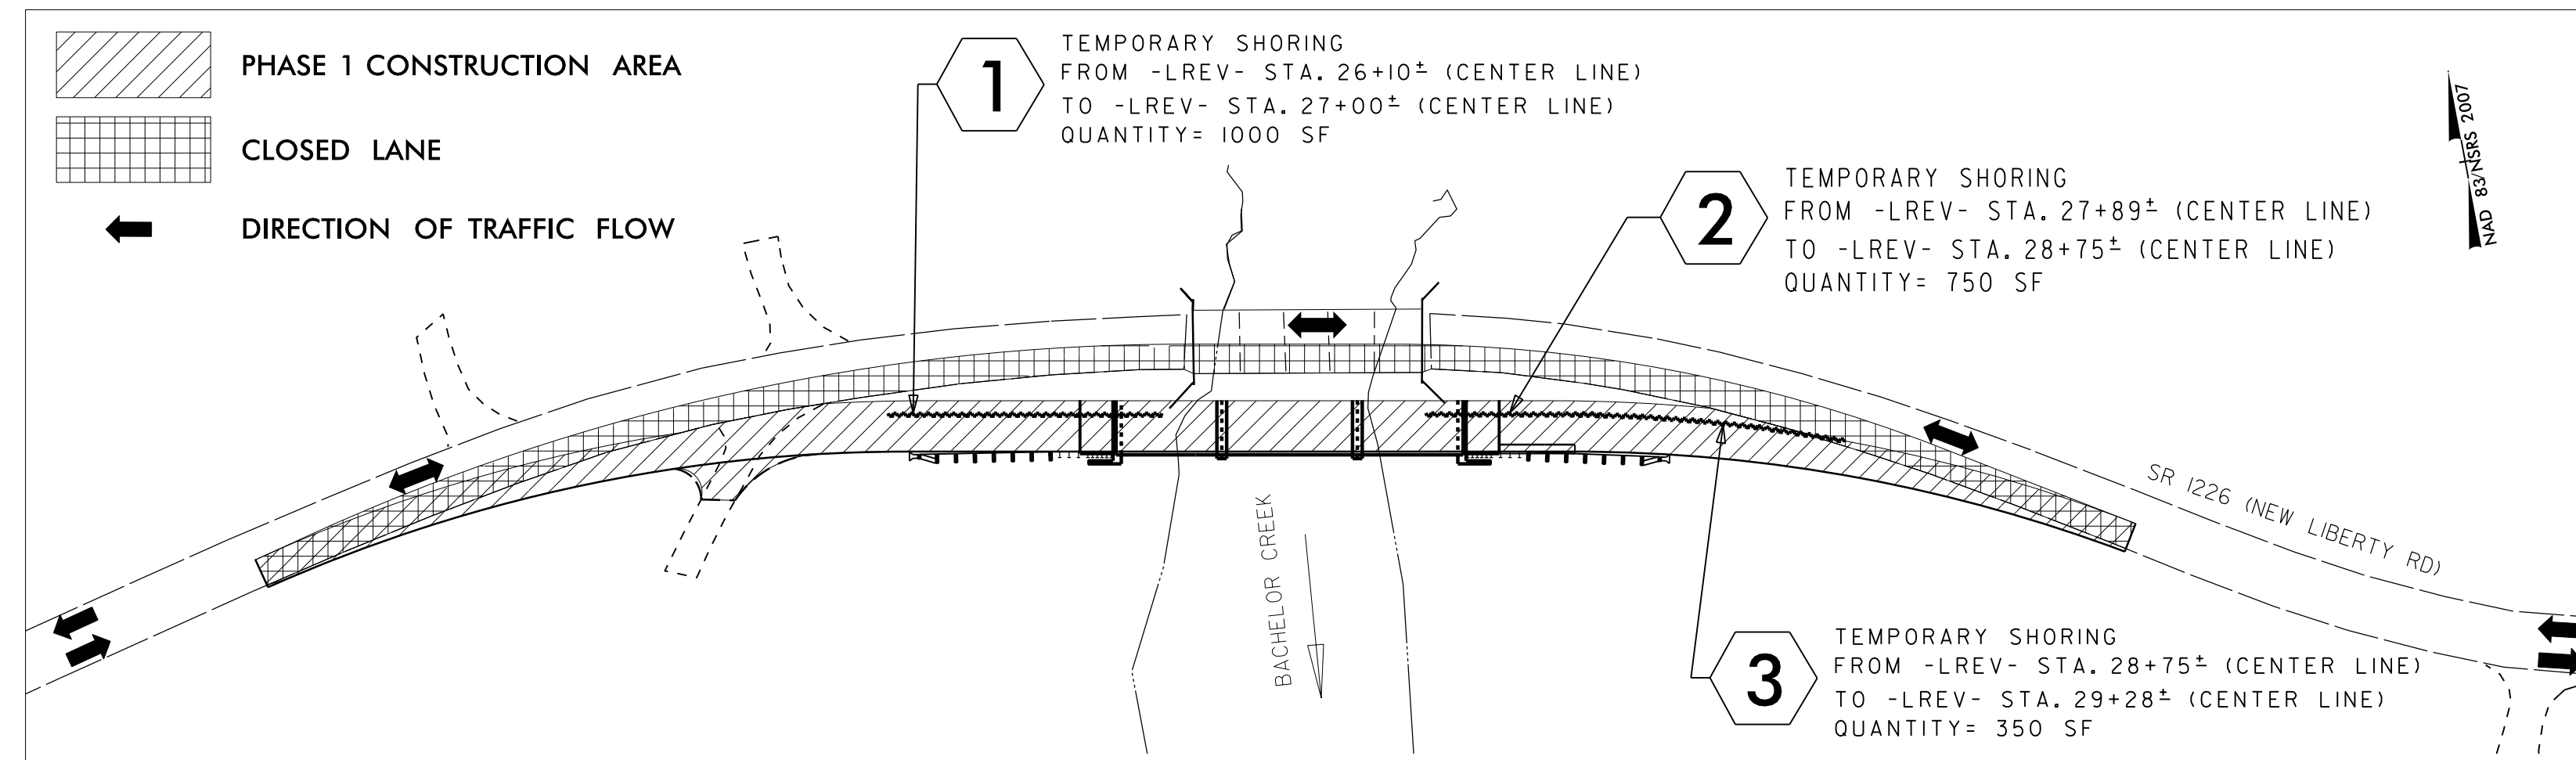 PHASE 1 CONSTRUCTION AREA
CLOSED LANE
DIRECTION OF TRAFFIC FLOW
1
TEMPORARY SHORING
FROM -LREV- STA. 26+10± (CENTER LINE)
TO -LREV- STA. 27+00± (CENTER LINE)
QUANTITY= 1000 SF
2
TEMPORARY SHORING
FROM -LREV- STA. 27+89± (CENTER LINE)
TO -LREV- STA. 28+75± (CENTER LINE)
QUANTITY= 750 SF
NAD 83/NSRS 2007
SR 1226 (NEW LIBERTY RD)
BACHELOR CREEK
3
TEMPORARY SHORING
FROM -LREV- STA. 28+75± (CENTER LINE)
TO -LREV- STA. 29+28± (CENTER LINE)
QUANTITY= 350 SF